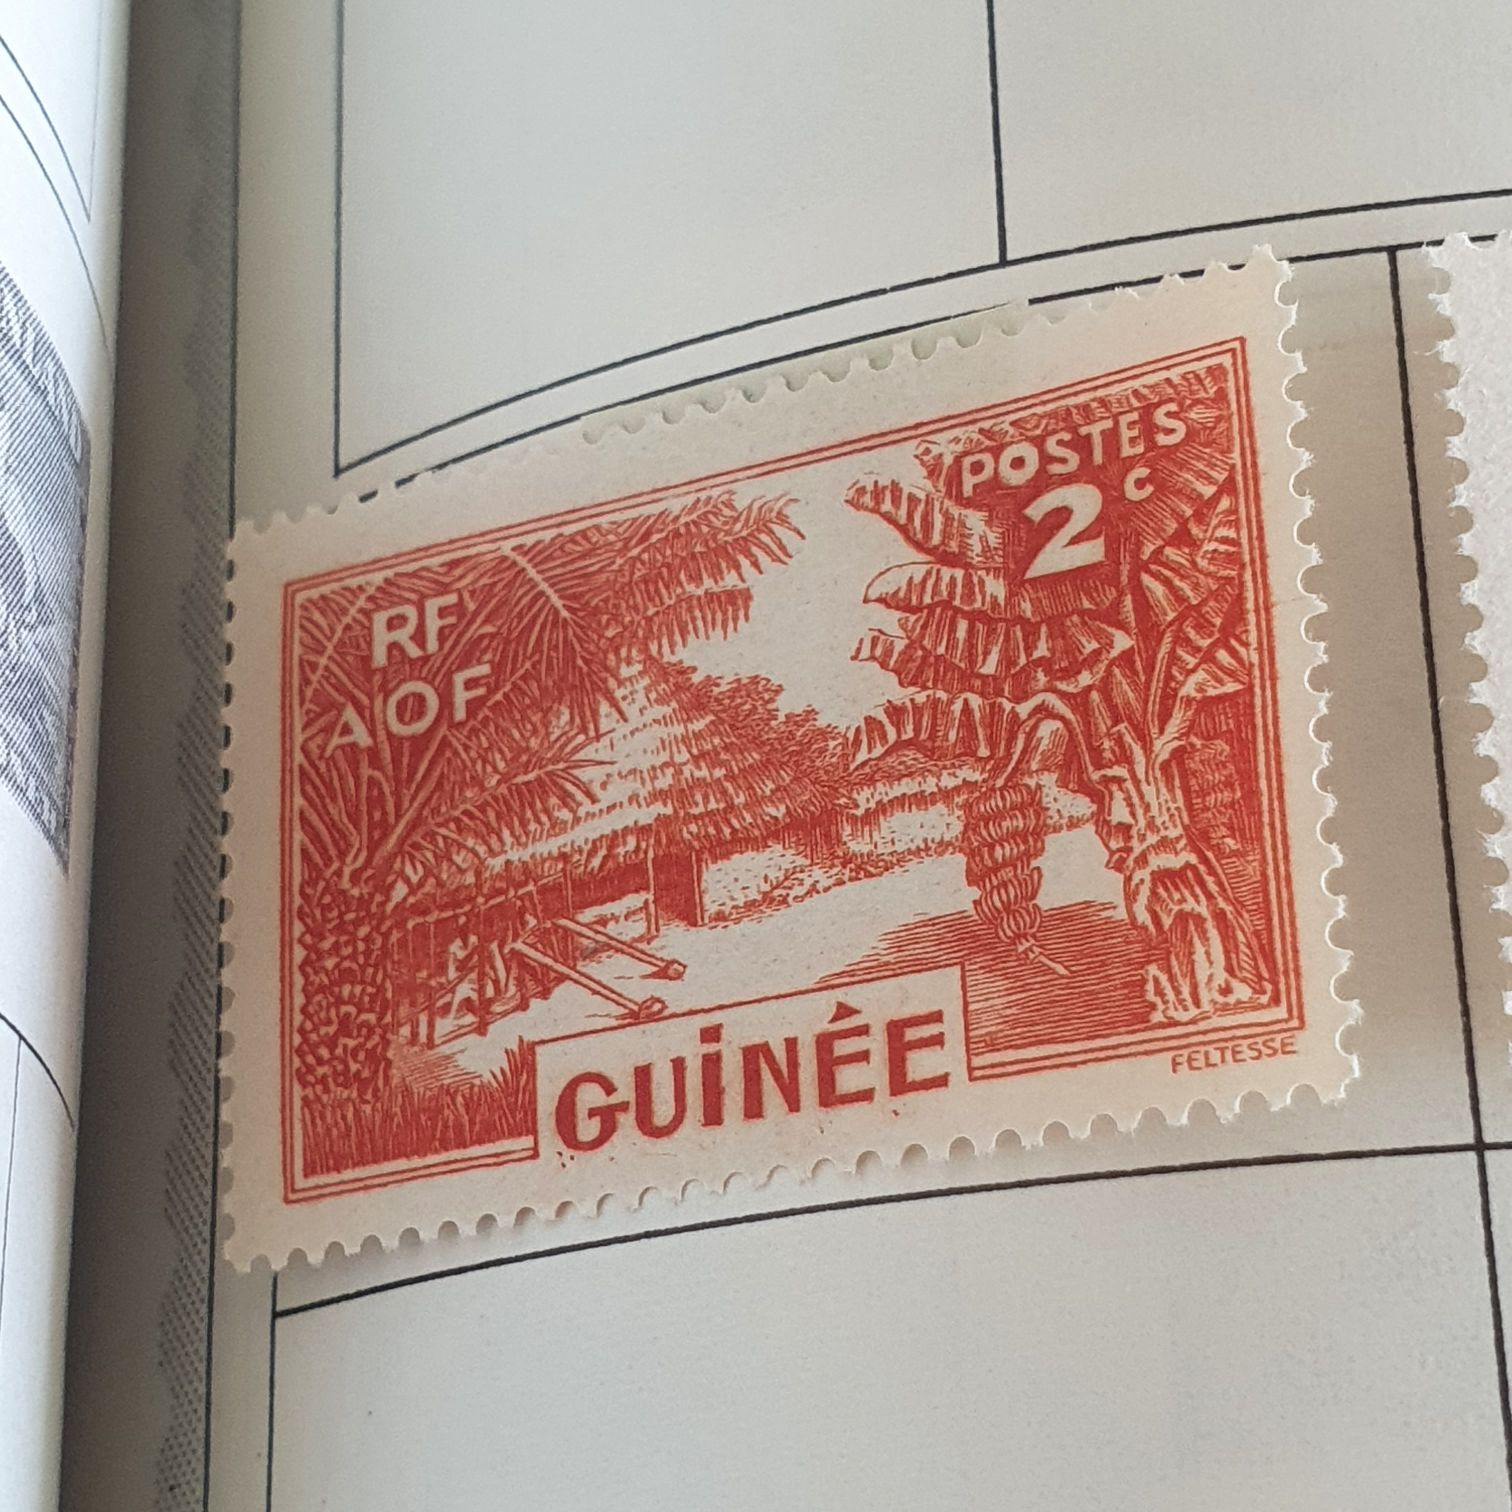 RF
AOF
POSTES
2c
GUINÉE
FELTESSE